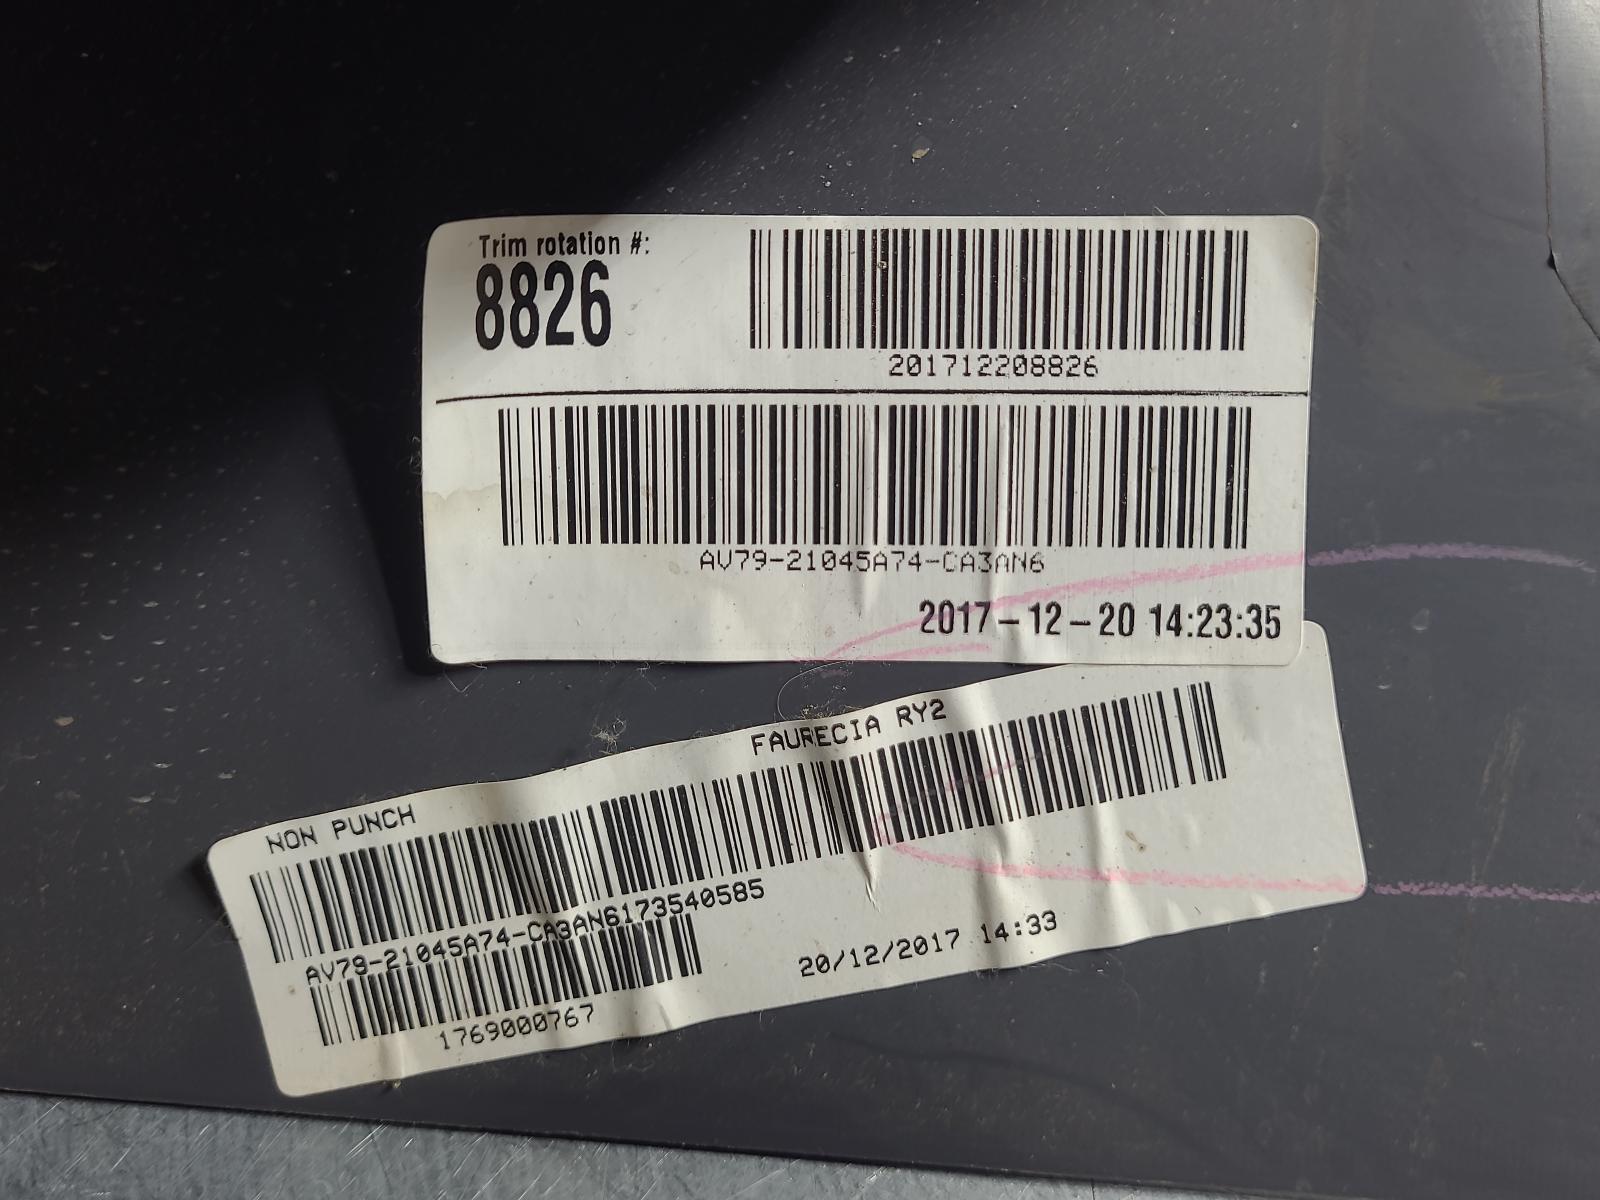 Trim rotation #:
8826
201712208826
AV79-21045A74-CA3AN6
2017-12-20 14:23:35
FAURECIA RY2
NON PUNCH
AV79-21045A74-CA3AN6173540585
20/12/2017 14:33
1769000767